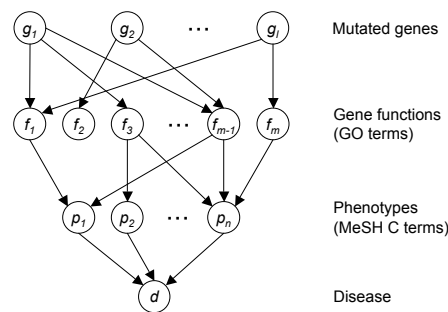 g1 g2 ... gl Mutated genes
f1 f2 f3 ... fm-1 fm Gene functions
(GO terms)
p1 p2 ... pn Phenotypes
(MeSH C terms)
d Disease